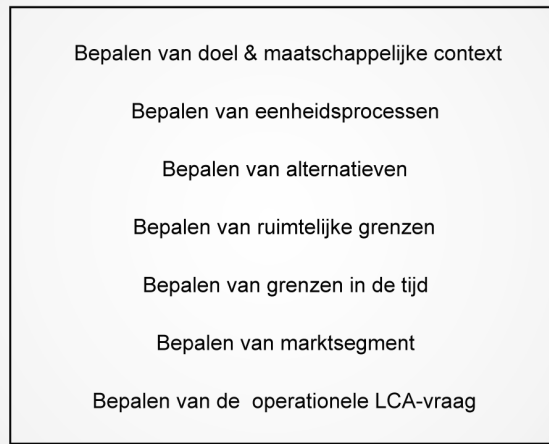 Bepalen van doel & maatschappelijke context
Bepalen van eenheidsprocessen
Bepalen van alternatieven
Bepalen van ruimtelijke grenzen
Bepalen van grenzen in de tijd
Bepalen van marktsegment
Bepalen van de  operationele LCA-vraag